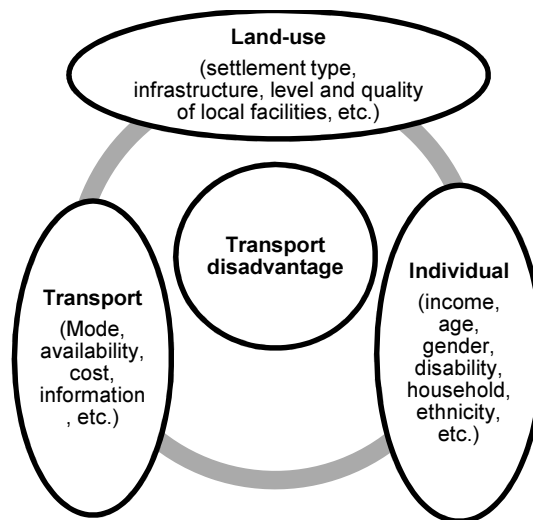 Land-use
(settlement type,
infrastructure, level and quality
of local facilities, etc.)
Transport
disadvantage
Transport
(Mode,
availability,
cost,
information
, etc.)
Individual
(income,
age,
gender,
disability,
household,
ethnicity,
etc.)